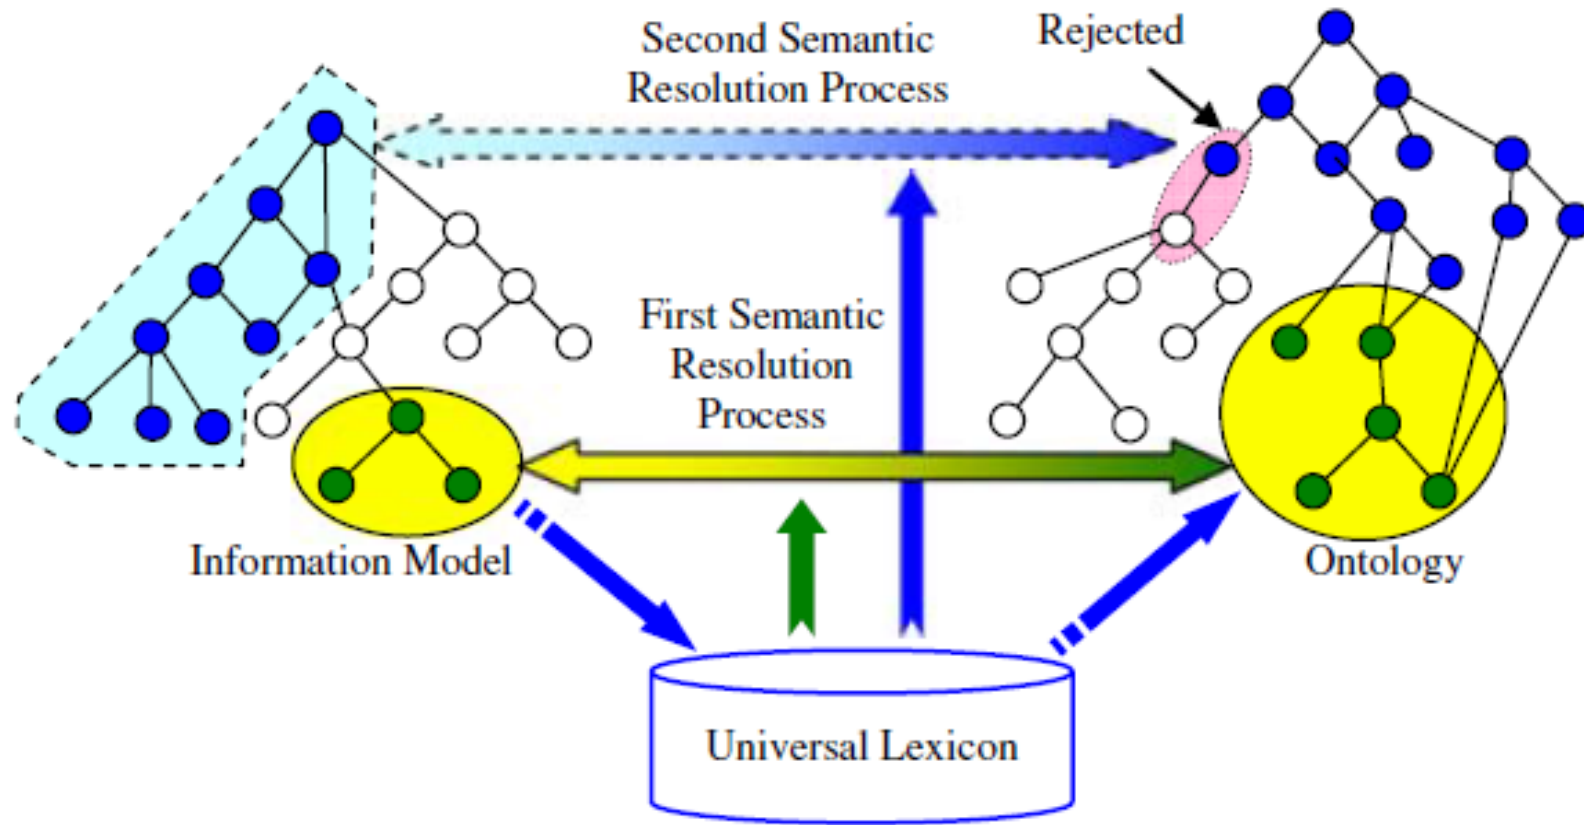 Second Semantic
Resolution Process
Rejected
First Semantic
Resolution
Process
Information Model
Ontology
Universal Lexicon